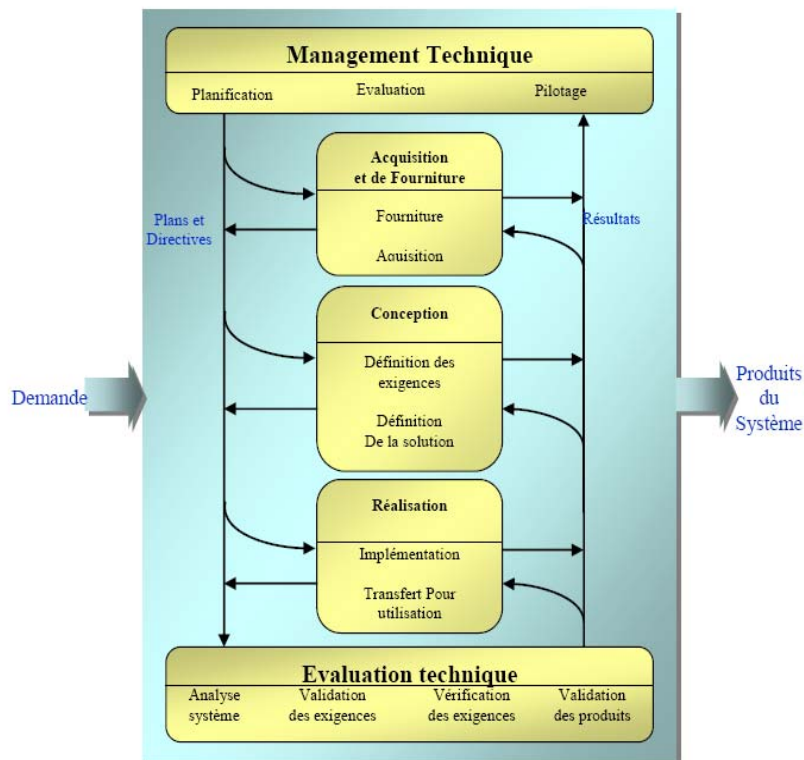 Management Technique
Planification Evaluation Pilotage
Acquisition
et de Fourniture
Fourniture
Aquisition
Plans et
Directives
Résultats
Conception
Définition des
exigences
Définition
De la solution
Demande
Produits
du
Système
Réalisation
Implémentation
Transfert Pour
utilisation
Evaluation technique
Analyse
système
Validation
des exigences
Vérification
des exigences
Validation
des produits